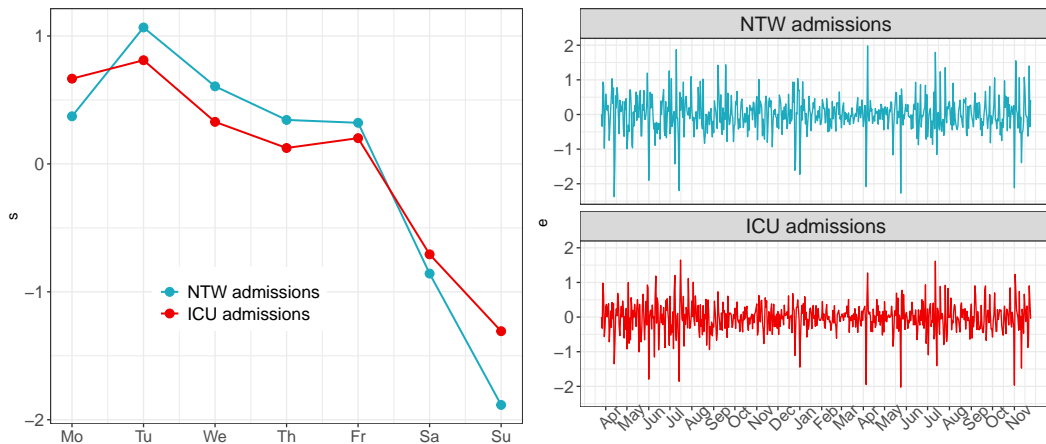 1
0
−1
−2
s
NTW admissions
ICU admissions
Mo Tu We Th Fr Sa Su
NTW admissions
2
1
0
−1
−2
e
ICU admissions
2
1
0
−1
−2
Apr May Jun Jul Aug Sep Oct Nov Dec Jan Feb Mar Apr May Jun Jul Aug Sep Oct Nov